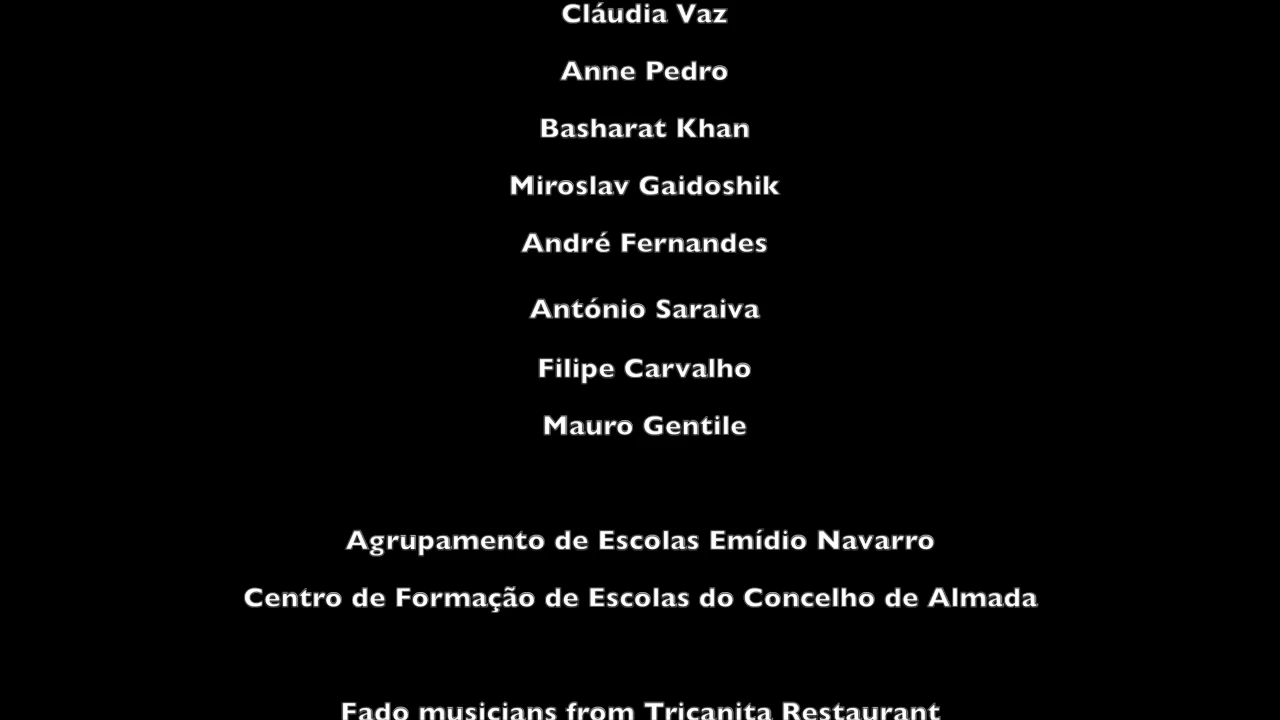 Cláudia Vaz
Anne Pedro
Basharat Khan
Miroslav Gaidoshik
André Fernandes
António Saraiva
Filipe Carvalho
Mauro Gentile
Agrupamento de Escolas Emídio Navarro
Centro de Formação de Escolas do Concelho de Almada
Fado musicians from Tricanita Restaurant